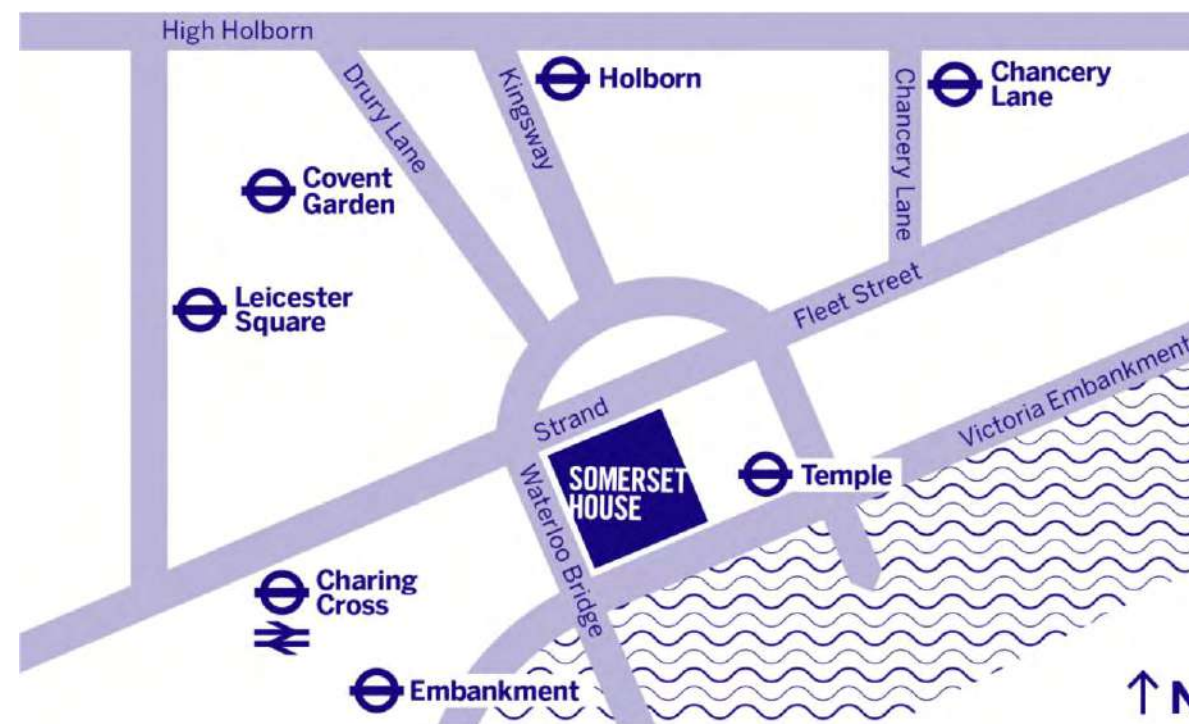 High Holborn
Drury Lane
Kingsway
Holborn
Chancery Lane
Chancery
Lane
Covent
Garden
Leicester
Square
Fleet Street
Strand
Victoria Embankment
SOMERSET
HOUSE
Temple
Waterloo Bridge
Charing
Cross
Embankment
N